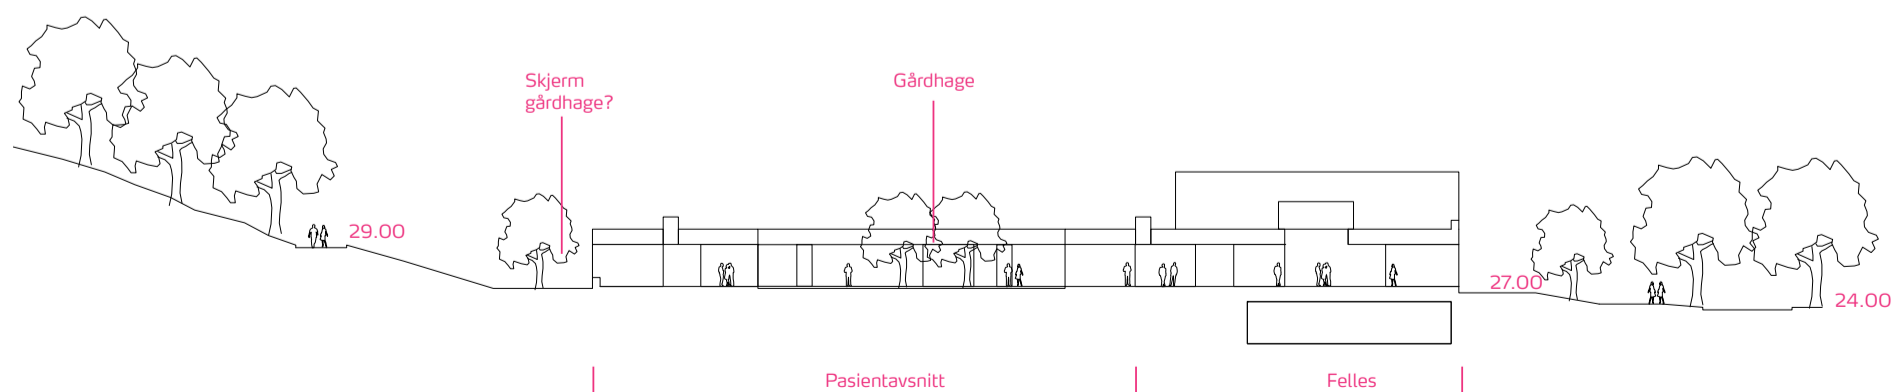 Skjerm
gårdhage?
Gårdhage
29.00
27.00
24.00
Pasientavsnitt
Felles